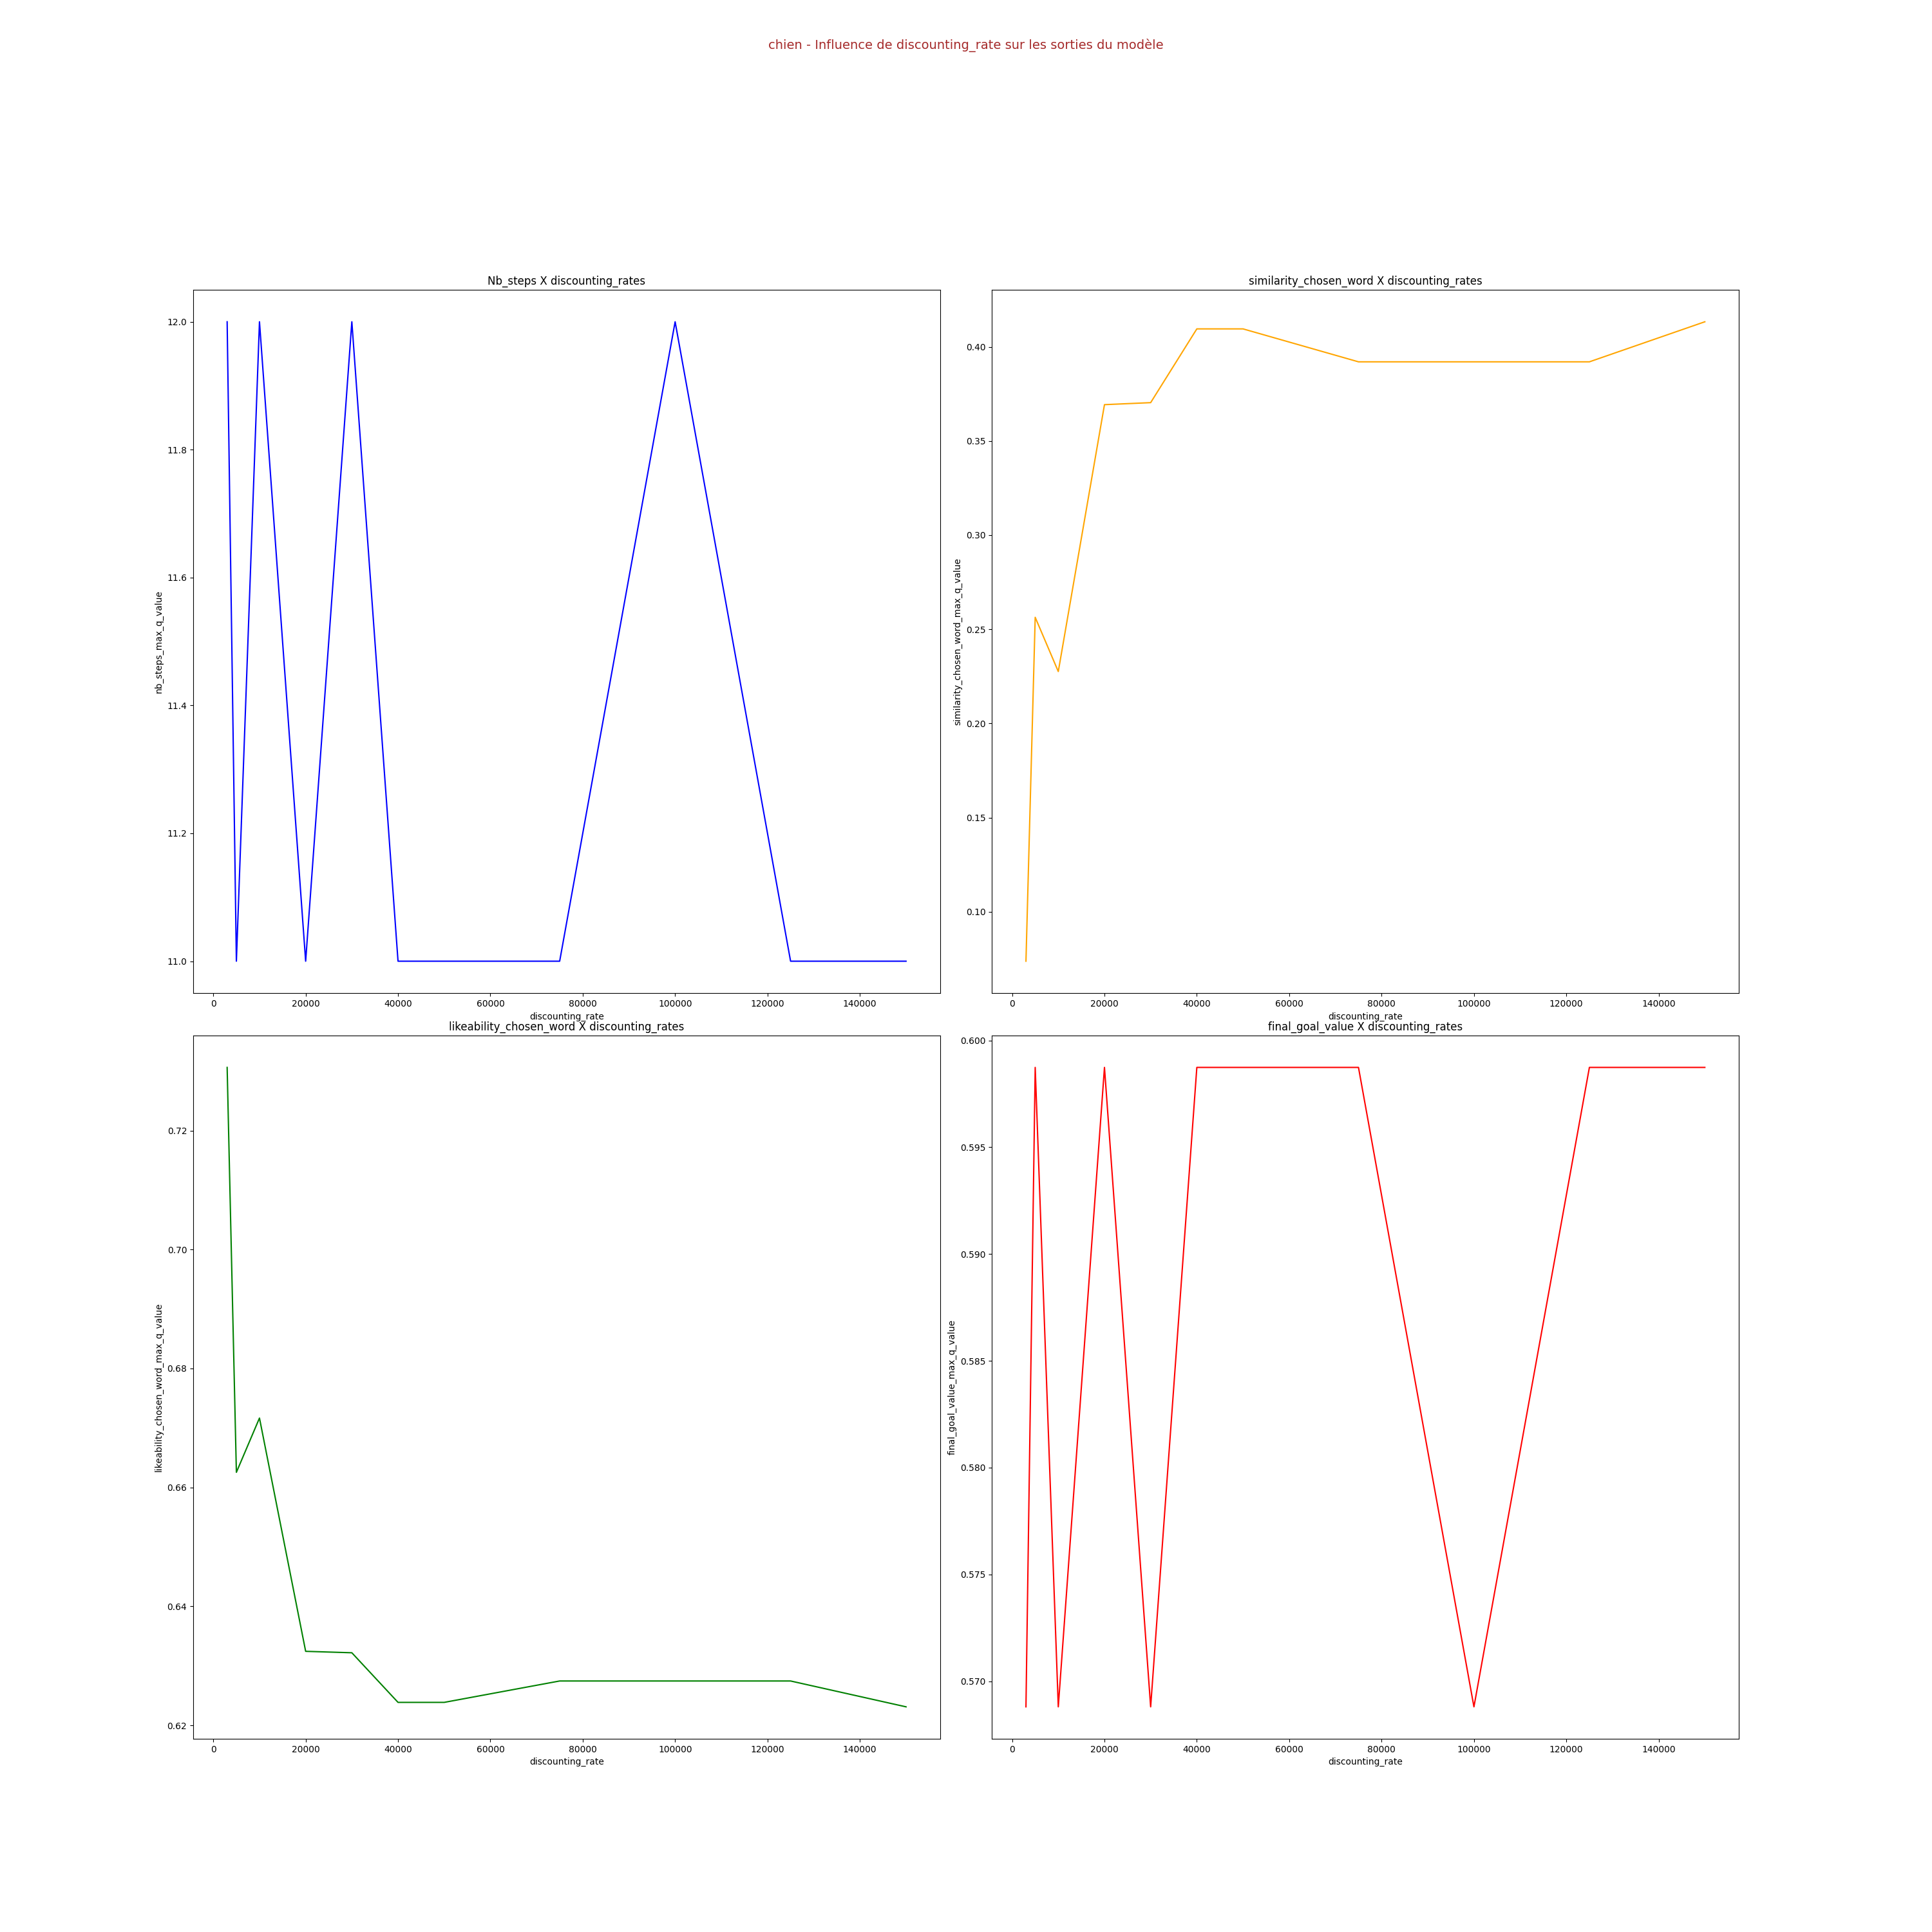 chien - Influence de discounting_rate sur les sorties du modèle
Nb_steps X discounting_rates
nb_steps_max_q_value
12.0
11.8
11.6
11.4
11.2
11.0
0 20000 40000 60000 80000 100000 120000 140000
discounting_rate
similarity_chosen_word X discounting_rates
similarity_chosen_word_max_q_value
0.40
0.35
0.30
0.25
0.20
0.15
0.10
0 20000 40000 60000 80000 100000 120000 140000
discounting_rate
likeability_chosen_word X discounting_rates
likeability_chosen_word_max_q_value
0.72
0.70
0.68
0.66
0.64
0.62
0 20000 40000 60000 80000 100000 120000 140000
discounting_rate
final_goal_value X discounting_rates
final_goal_value_max_q_value
0.600
0.595
0.590
0.585
0.580
0.575
0.570
0 20000 40000 60000 80000 100000 120000 140000
discounting_rate